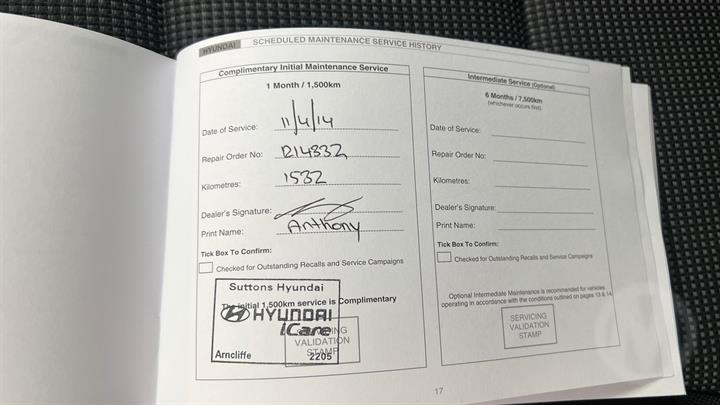 HYUNDAI SCHEDULED MAINTENANCE SERVICE HISTORY
Complimentary Initial Maintenance Service
1 Month / 1,500km
Date of Service: 11/4/14
Repair Order No: R14332
Kilometres: 1532
Dealer's Signature:
Print Name: Anthony
Tick Box To Confirm:
Checked for Outstanding Recalls and Service Campaigns
The initial 1,500km service is Complimentary
Suttons Hyundai
HYUNDAI
iCare
Arncliffe 2205
SERVICING
VALIDATION
STAMP
Intermediate Service (Optional)
6 Months / 7,500km
(whichever occurs first)
Date of Service:
Repair Order No:
Kilometres:
Dealer's Signature:
Print Name:
Tick Box To Confirm:
Checked for Outstanding Recalls and Service Campaigns
Optional Intermediate Maintenance is recommended for vehicles
operating in accordance with the conditions outlined on pages 13 & 14.
SERVICING
VALIDATION
STAMP
17